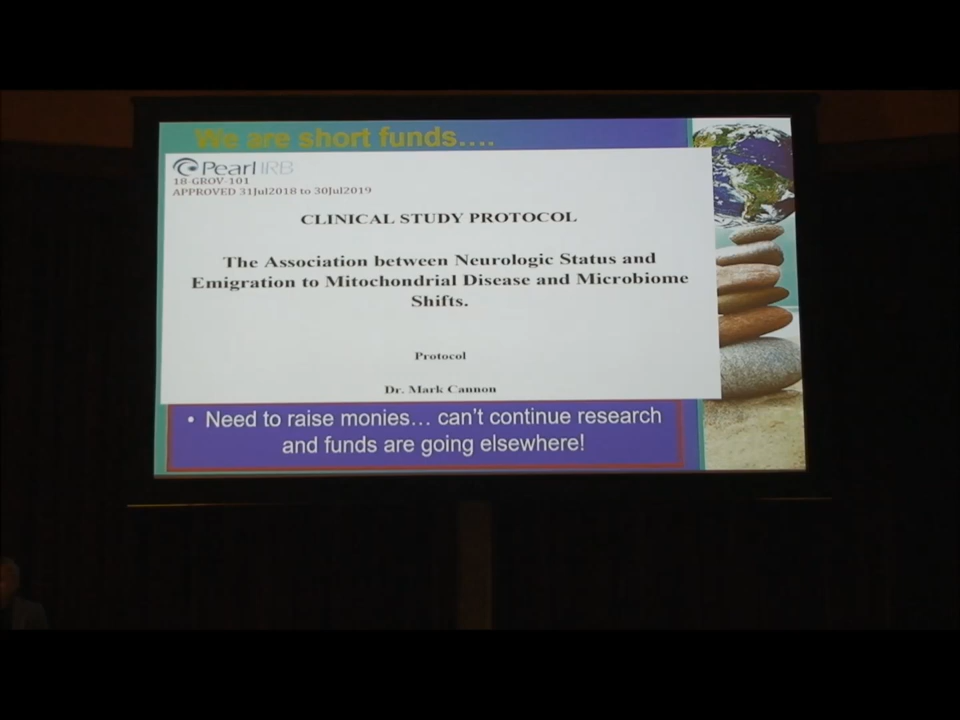 We are short funds....
PearlIRB
18-GROV-101
APPROVED 31Jul2018 to 30Jul2019
CLINICAL STUDY PROTOCOL
The Association between Neurologic Status and
Emigration to Mitochondrial Disease and Microbiome
Shifts.
Protocol
Dr. Mark Cannon
• Need to raise monies... can't continue research
and funds are going elsewhere!